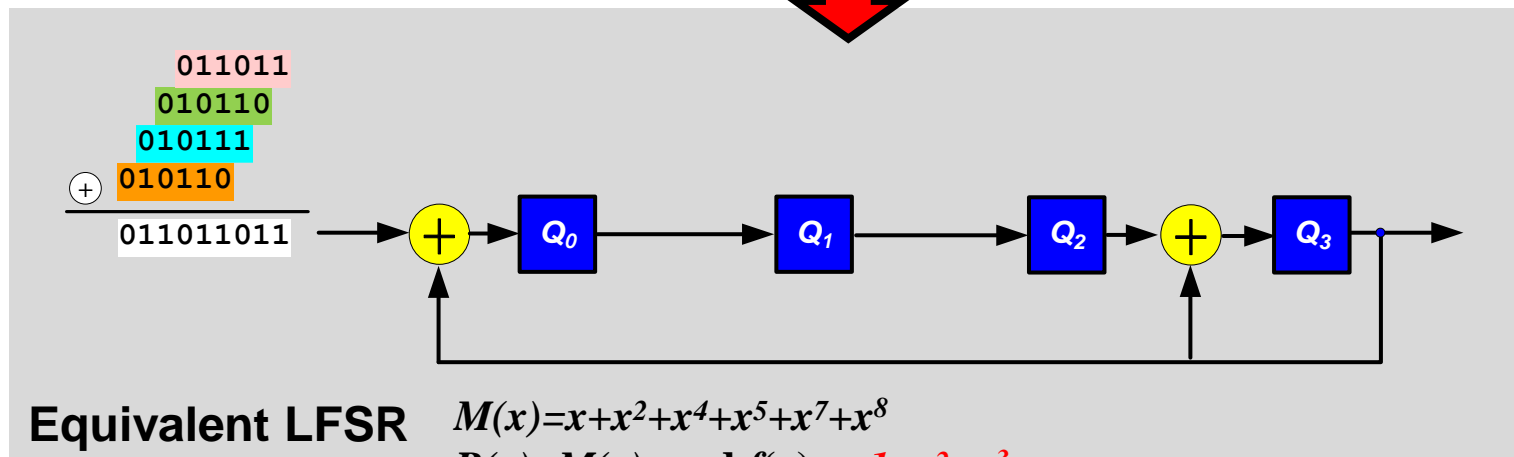 011011
010110
010111
+ 010110
011011011
+ Q0 Q1 Q2 + Q3
Equivalent LFSR M(x)=x+x²+x⁴+x⁵+x⁷+x⁸